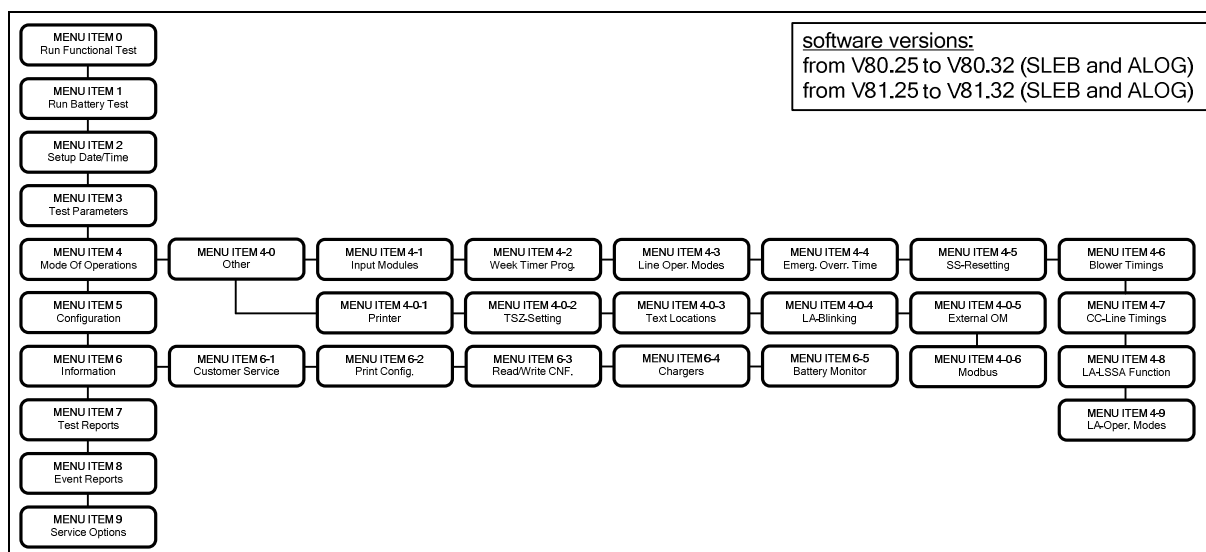 MENU ITEM 0
Run Functional Test
software versions:
from V80.25 to V80.32 (SLEB and ALOG)
from V81.25 to V81.32 (SLEB and ALOG)
MENU ITEM 1
Run Battery Test
MENU ITEM 2
Setup Date/Time
MENU ITEM 3
Test Parameters
MENU ITEM 4
Mode Of Operations
MENU ITEM 4-0
Other
MENU ITEM 4-1
Input Modules
MENU ITEM 4-2
Week Timer Prog.
MENU ITEM 4-3
Line Oper. Modes
MENU ITEM 4-4
Emerg. Overr. Time
MENU ITEM 4-5
SS-Resetting
MENU ITEM 4-6
Blower Timings
MENU ITEM 5
Configuration
MENU ITEM 4-0-1
Printer
MENU ITEM 4-0-2
TSZ-Setting
MENU ITEM 4-0-3
Text Locations
MENU ITEM 4-0-4
LA-Blinking
MENU ITEM 4-0-5
External OM
MENU ITEM 4-7
CC-Line Timings
MENU ITEM 6
Information
MENU ITEM 6-1
Customer Service
MENU ITEM 6-2
Print Config.
MENU ITEM 6-3
Read/Write CNF.
MENU ITEM 6-4
Chargers
MENU ITEM 6-5
Battery Monitor
MENU ITEM 4-0-6
Modbus
MENU ITEM 4-8
LA-LSSA Function
MENU ITEM 7
Test Reports
MENU ITEM 4-9
LA-Oper. Modes
MENU ITEM 8
Event Reports
MENU ITEM 9
Service Options